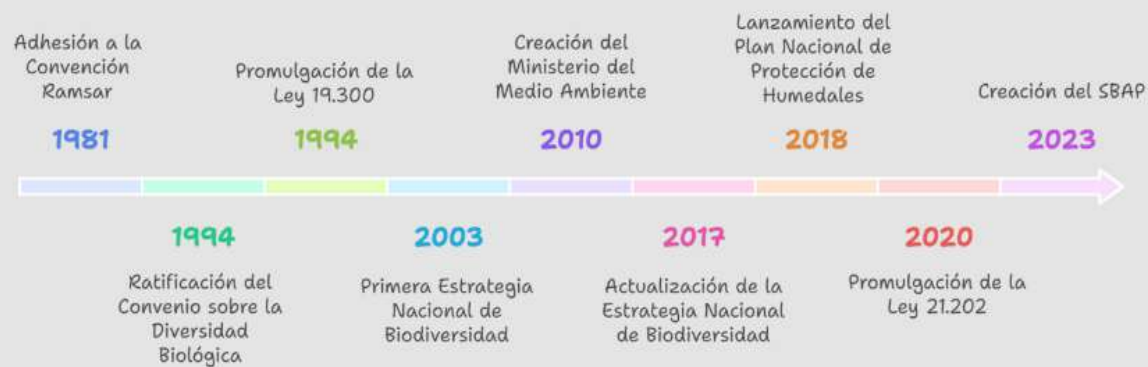 Adhesión a la
Convención
Ramsar
1981
1994
Ratificación del
Convenio sobre la
Diversidad
Biológica
Promulgación de la
Ley 19.300
1994
2003
Primera Estrategia
Nacional de
Biodiversidad
Creación del
Ministerio del
Medio Ambiente
2010
2017
Actualización de la
Estrategia Nacional
de Biodiversidad
Lanzamiento del
Plan Nacional de
Protección de
Humedales
2018
2020
Promulgación de la
Ley 21.202
Creación del SBAP
2023